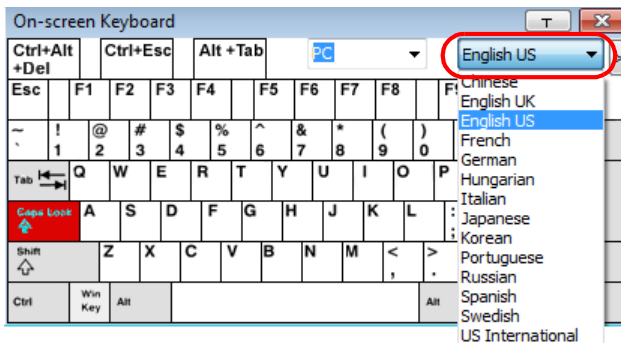 On-screen Keyboard T X
Ctrl+Alt +Del Ctrl+Esc Alt +Tab PC English US >
Esc F1 F2 F3 F4 F5 F6 F7 F8
~ ` ! 1 @ 2 # 3 $ 4 % 5 ^ 6 & 7 * 8 ( 9 ) 0
Tab Q W E R T Y U I O P
Caps Lock A S D F G H J K L : ;
Shift Z X C V B N M < , > .
Ctrl Win Key Alt Alt
Chinese
English UK
English US
French
German
Hungarian
Italian
Japanese
Korean
Portuguese
Russian
Spanish
Swedish
US International